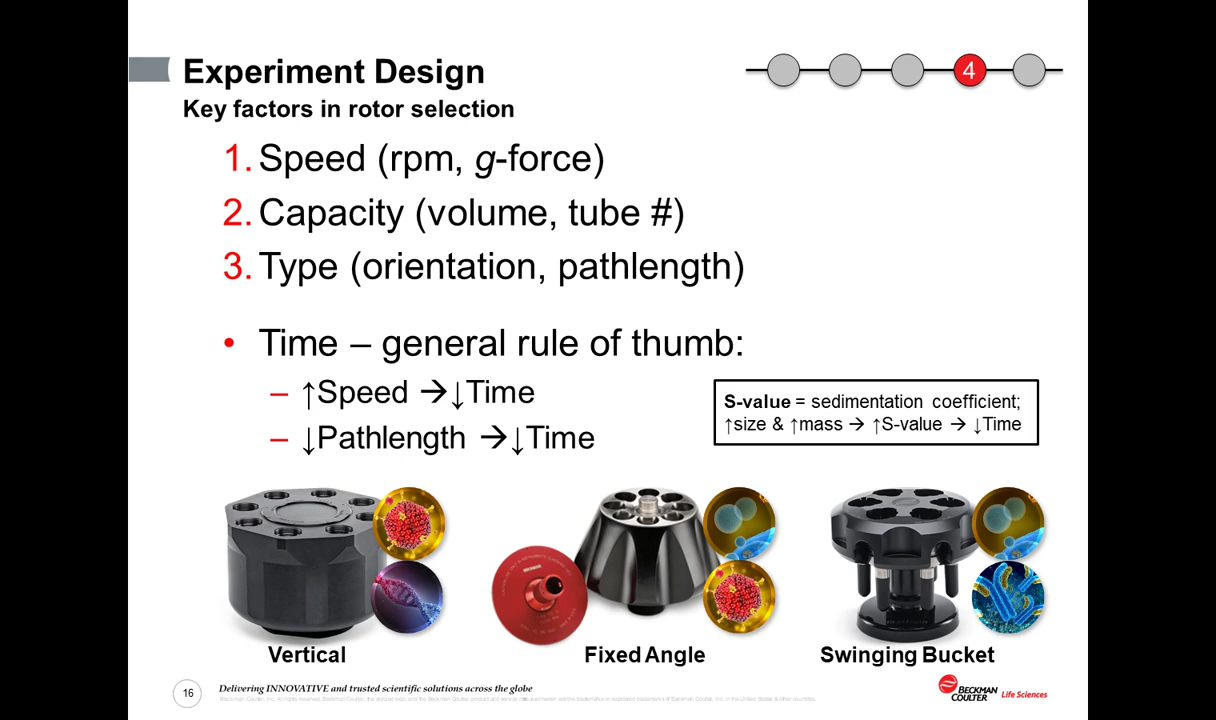 Experiment Design
4
Key factors in rotor selection
1. Speed (rpm, g-force)
2. Capacity (volume, tube #)
3. Type (orientation, pathlength)
• Time – general rule of thumb:
– ↑Speed →↓Time
– ↓Pathlength →↓Time
S-value = sedimentation coefficient;
↑size & ↑mass → ↑S-value → ↓Time
Vertical
Fixed Angle
Swinging Bucket
16
Delivering INNOVATIVE and trusted scientific solutions across the globe
BECKMAN
COULTER
Life Sciences